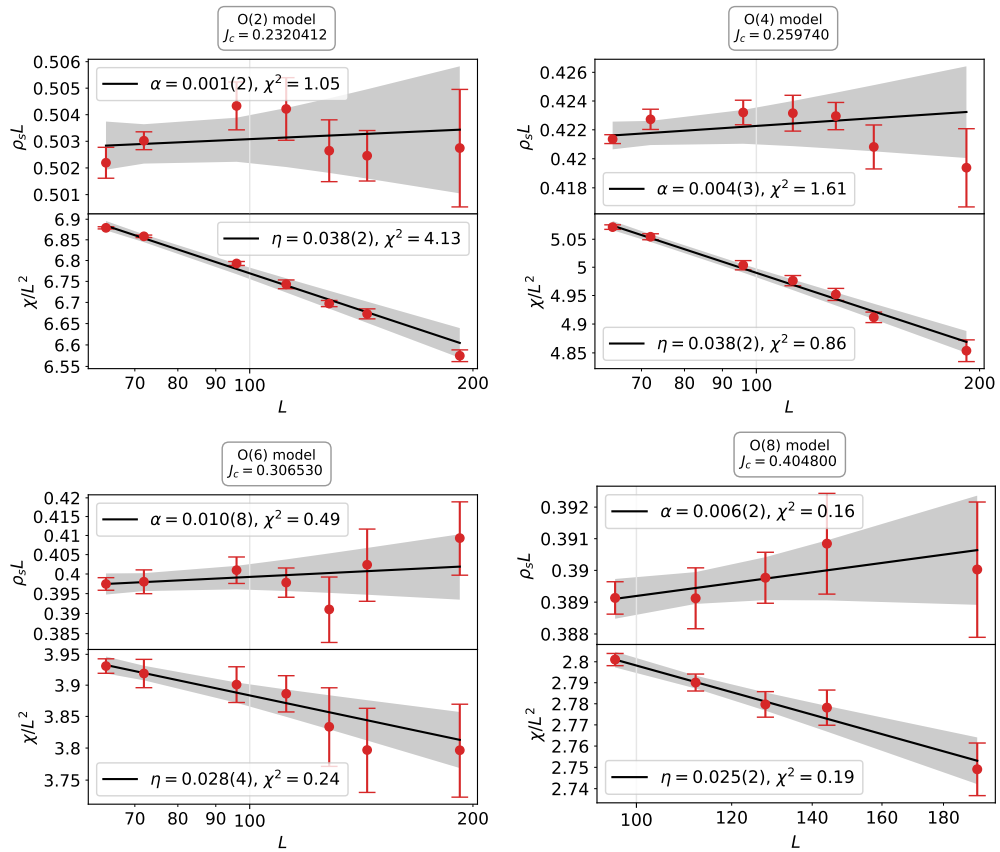 O(2) model
J_c = 0.2320412
0.506
0.505
0.504
0.503
0.502
0.501
ρ_sL
α = 0.001(2), χ² = 1.05
6.9
6.85
6.8
6.75
6.7
6.65
6.6
6.55
χ/L²
η = 0.038(2), χ² = 4.13
70
80
90
100
200
L
O(4) model
J_c = 0.259740
0.426
0.424
0.422
0.42
0.418
ρ_sL
α = 0.004(3), χ² = 1.61
5.05
5
4.95
4.9
4.85
χ/L²
η = 0.038(2), χ² = 0.86
70
80
90
100
200
L
O(6) model
J_c = 0.306530
0.42
0.415
0.41
0.405
0.4
0.395
0.39
0.385
ρ_sL
α = 0.010(8), χ² = 0.49
3.95
3.9
3.85
3.8
3.75
χ/L²
η = 0.028(4), χ² = 0.24
70
80
90
100
200
L
O(8) model
J_c = 0.404800
0.392
0.391
0.39
0.389
0.388
ρ_sL
α = 0.006(2), χ² = 0.16
2.8
2.79
2.78
2.77
2.76
2.75
2.74
χ/L²
η = 0.025(2), χ² = 0.19
100
120
140
160
180
L